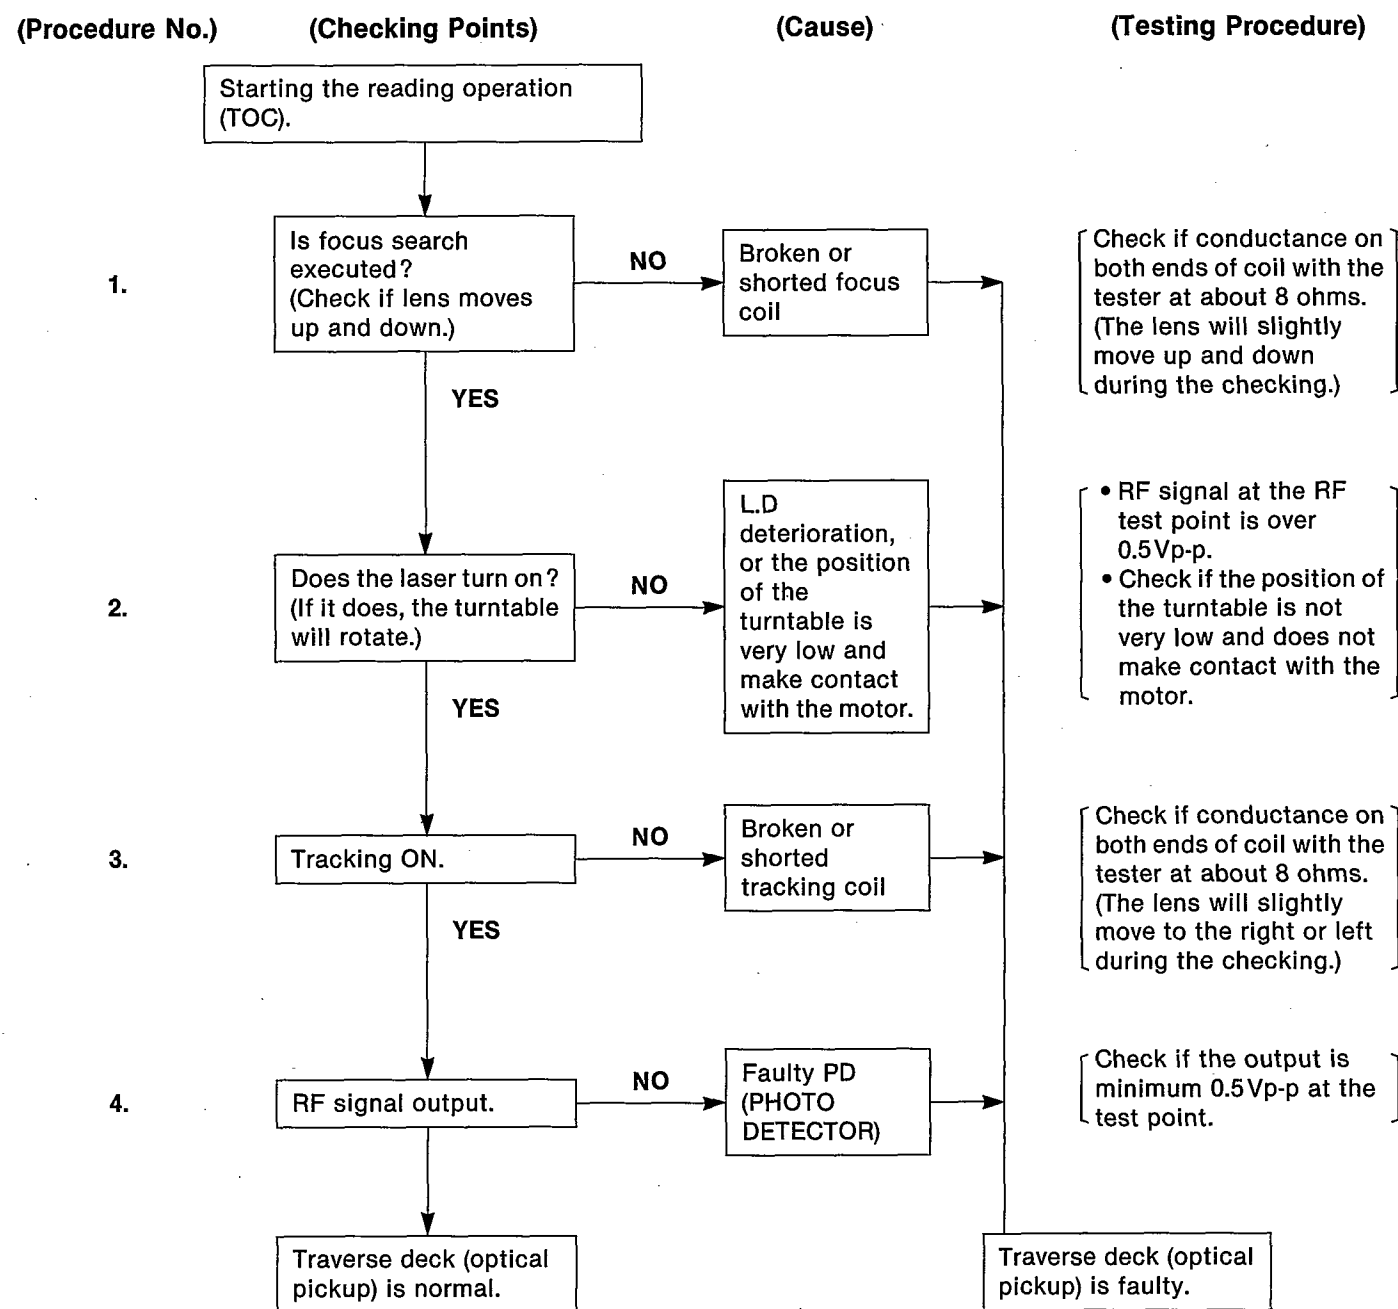 (Procedure No.)
(Checking Points)
(Cause)
(Testing Procedure)
Starting the reading operation
(TOC).
1.
Is focus search
executed?
(Check if lens moves
up and down.)
NO
Broken or
shorted focus
coil
Check if conductance on
both ends of coil with the
tester at about 8 ohms.
(The lens will slightly
move up and down
during the checking.)
YES
2.
Does the laser turn on?
(If it does, the turntable
will rotate.)
NO
L.D
deterioration,
or the position
of the
turntable is
very low and
make contact
with the motor.
• RF signal at the RF
test point is over
0.5Vp-p.
• Check if the position of
the turntable is not
very low and does not
make contact with the
motor.
YES
3.
Tracking ON.
NO
Broken or
shorted
tracking coil
Check if conductance on
both ends of coil with the
tester at about 8 ohms.
(The lens will slightly
move to the right or left
during the checking.)
YES
4.
RF signal output.
NO
Faulty PD
(PHOTO
DETECTOR)
Check if the output is
minimum 0.5Vp-p at the
test point.
Traverse deck (optical
pickup) is normal.
Traverse deck (optical
pickup) is faulty.